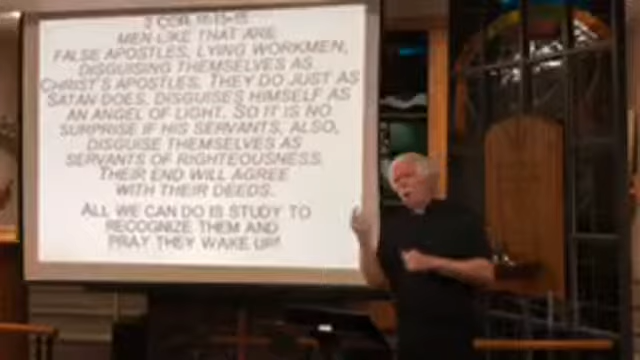 2 COR. 11:13-15
MEN LIKE THAT ARE
FALSE APOSTLES, LYING WORKMEN,
DISGUISING THEMSELVES AS
CHRIST'S APOSTLES. THEY DO JUST AS
SATAN DOES, DISGUISES HIMSELF AS
AN ANGEL OF LIGHT. SO IT IS NO
SURPRISE IF HIS SERVANTS, ALSO,
DISGUISE THEMSELVES AS
SERVANTS OF RIGHTEOUSNESS.
THEIR END WILL AGREE
WITH THEIR DEEDS.
ALL WE CAN DO IS STUDY TO
RECOGNIZE THEM AND
PRAY THEY WAKE UP!